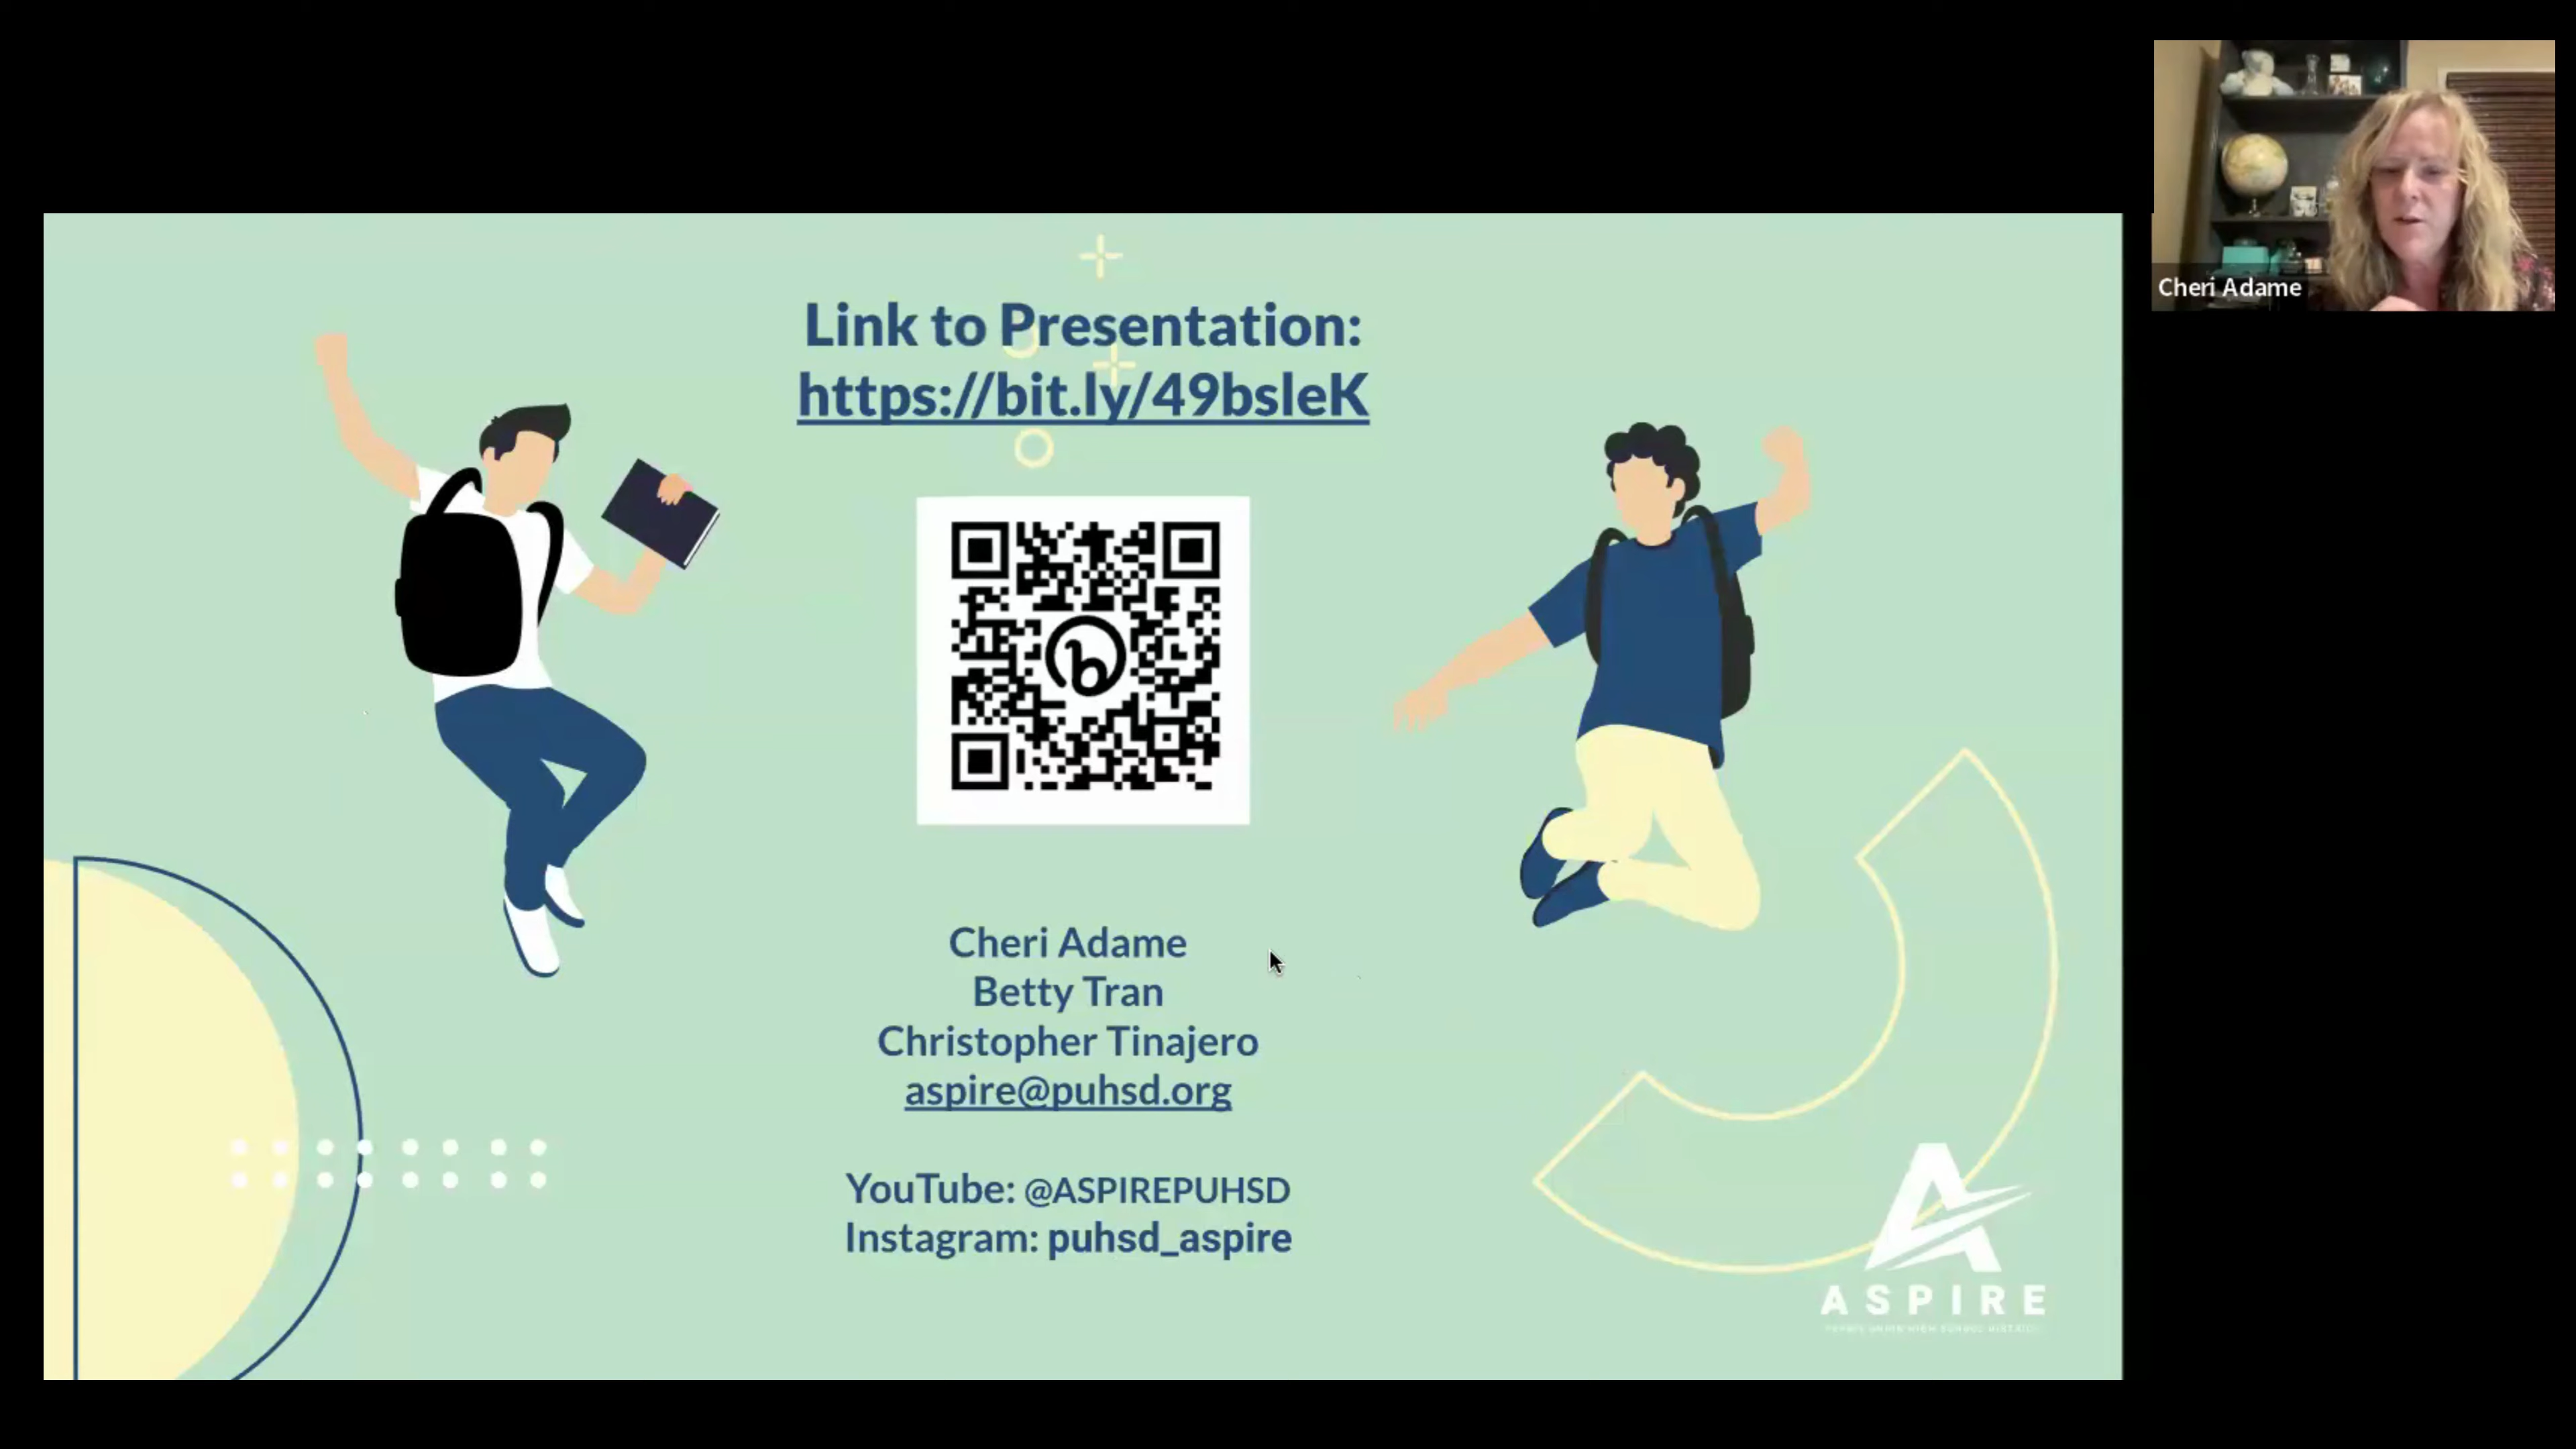 Link to Presentation:
https://bit.ly/49bsleK
Cheri Adame
Cheri Adame
Betty Tran
Christopher Tinajero
aspire@puhsd.org
YouTube: @ASPIREPUHSD
Instagram: puhsd_aspire
ASPIRE